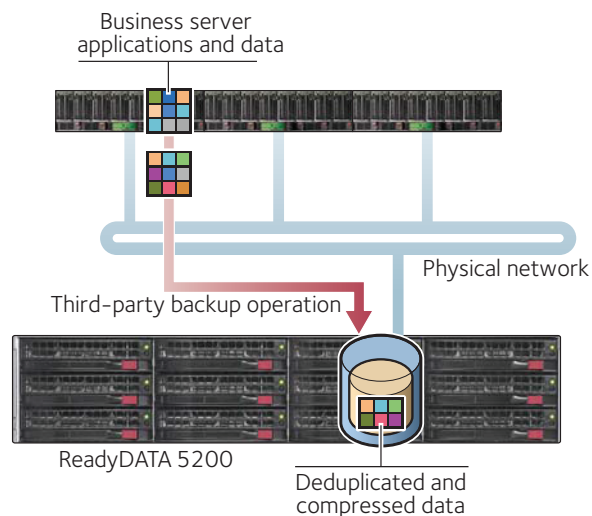 Business server
applications and data
Physical network
Third-party backup operation
ReadyDATA 5200
Deduplicated and
compressed data